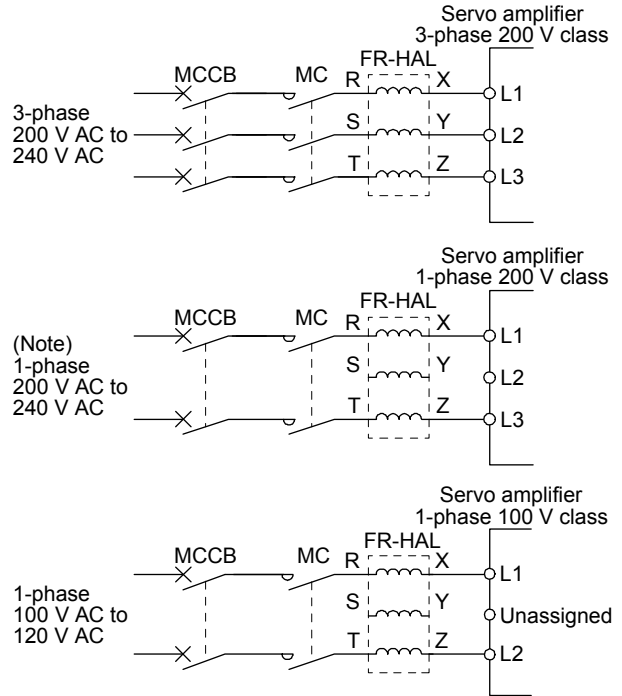 Servo amplifier
3-phase 200 V class
FR-HAL
MCCB MC R X
L1
3-phase
200 V AC to
240 V AC
S Y
L2
T Z
L3
Servo amplifier
1-phase 200 V class
FR-HAL
MCCB MC R X
L1
(Note)
1-phase
200 V AC to
240 V AC
S Y
L2
T Z
L3
Servo amplifier
1-phase 100 V class
FR-HAL
MCCB MC R X
L1
1-phase
100 V AC to
120 V AC
S Y
Unassigned
T Z
L2